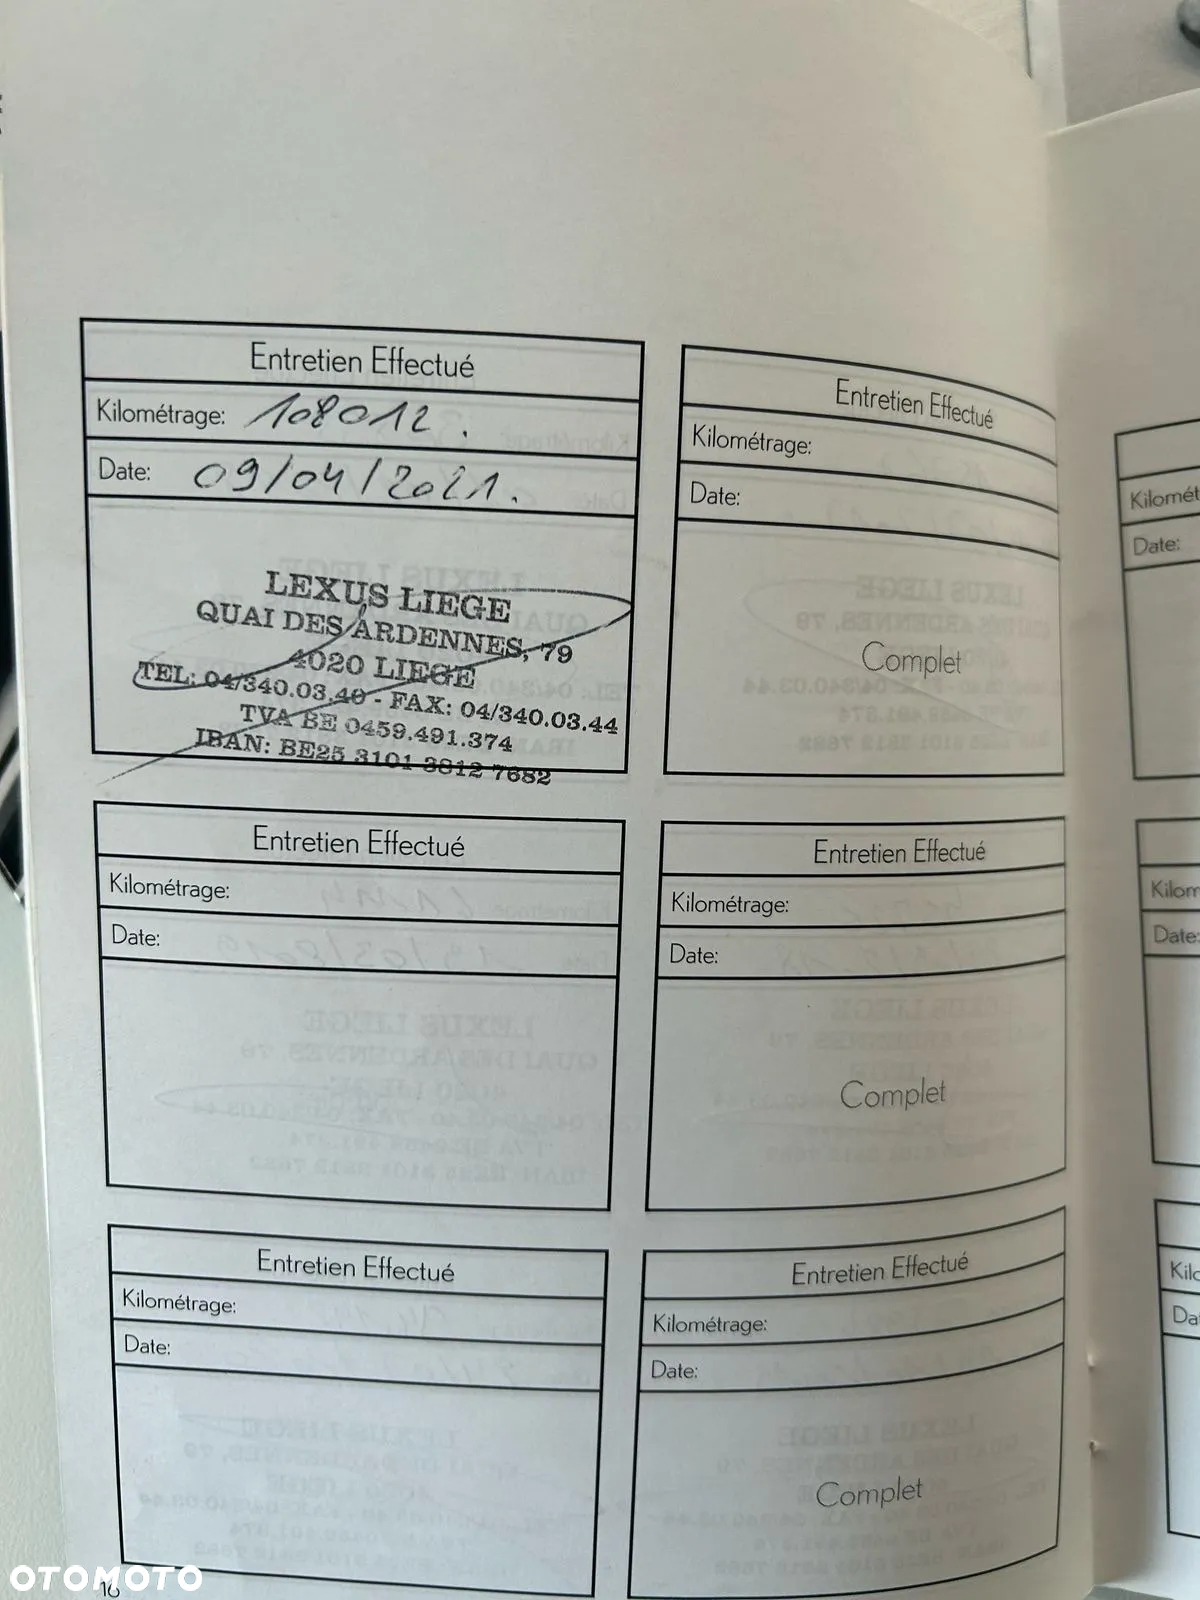 Entretien Effectué
Kilométrage: 108012.
Date: 09/04/2021.
LEXUS LIEGE
QUAI DES ARDENNES, 79
4020 LIEGE
TEL: 04/340.03.40 - FAX: 04/340.03.44
TVA BE 0459.491.374
IBAN: BE25 3101 3812 7682
Entretien Effectué
Kilométrage:
Date:
Complet
Entretien Effectué
Kilométrage:
Date:
Entretien Effectué
Kilométrage:
Date:
Complet
Entretien Effectué
Kilométrage:
Date:
Entretien Effectué
Kilométrage:
Date:
Complet
Date:
Date:
16
OTOMOTO